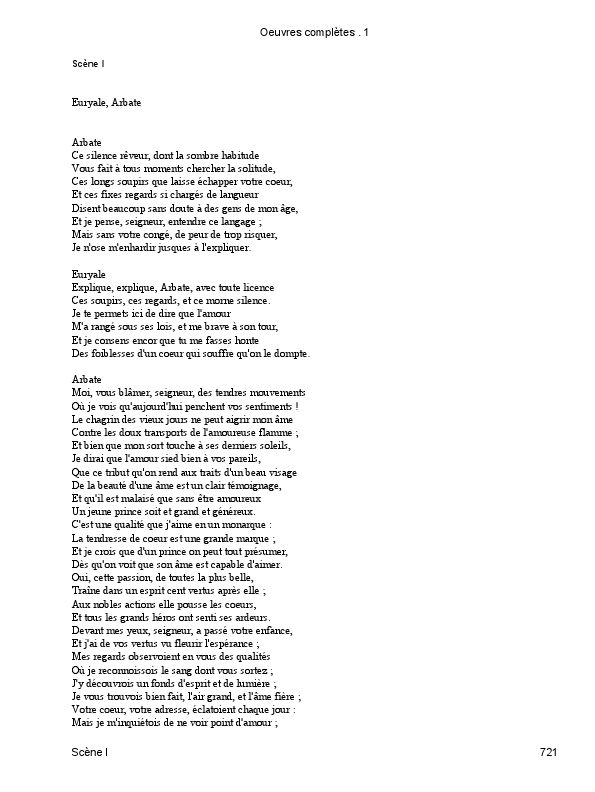 Oeuvres complètes . 1
Scène I
Euryale, Arbate
Arbate
Ce silence rêveur, dont la sombre habitude
Vous fait à tous moments chercher la solitude,
Ces longs soupirs que laisse échapper votre coeur,
Et ces fixes regards si chargés de langueur
Disent beaucoup sans doute à des gens de mon âge,
Et je pense, seigneur, entendre ce langage ;
Mais sans votre congé, de peur de trop risquer,
Je n'ose m'enhardir jusques à l'expliquer.
Euryale
Explique, explique, Arbate, avec toute licence
Ces soupirs, ces regards, et ce morne silence.
Je te permets ici de dire que l'amour
M'a rangé sous ses lois, et me brave à son tour,
Et je consens encor que tu me fasses honte
Des foiblesses d'un coeur qui souffre qu'on le dompte.
Arbate
Moi, vous blâmer, seigneur, des tendres mouvements
Où je vois qu'aujourd'hui penchent vos sentiments !
Le chagrin des vieux jours ne peut aigrir mon âme
Contre les doux transports de l'amoureuse flamme ;
Et bien que mon sort touche à ses derniers soleils,
Je dirai que l'amour sied bien à vos pareils,
Que ce tribut qu'on rend aux traits d'un beau visage
De la beauté d'une âme est un clair témoignage,
Et qu'il est malaisé que sans être amoureux
Un jeune prince soit et grand et généreux.
C'est une qualité que j'aime en un monarque :
La tendresse de coeur est une grande marque ;
Et je crois que d'un prince on peut tout présumer,
Dès qu'on voit que son âme est capable d'aimer.
Oui, cette passion, de toutes la plus belle,
Traîne dans un esprit cent vertus après elle ;
Aux nobles actions elle pousse les coeurs,
Et tous les grands héros ont senti ses ardeurs.
Devant mes yeux, seigneur, a passé votre enfance,
Et j'ai de vos vertus vu fleurir l'espérance ;
Mes regards observoient en vous des qualités
Où je reconnoissois le sang dont vous sortez ;
J'y découvrois un fonds d'esprit et de lumière ;
Je vous trouvois bien fait, l'air grand, et l'âme fière ;
Votre coeur, votre adresse, éclatoient chaque jour :
Mais je m'inquiétois de ne voir point d'amour ;
Scène I
721